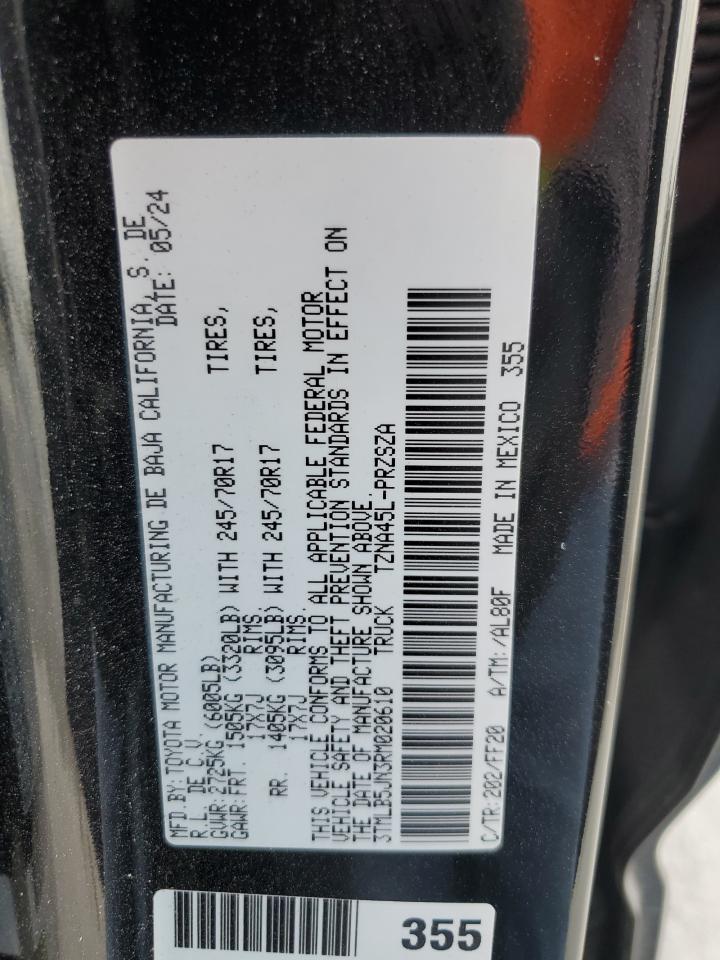 MFD.BY:TOYOTA MOTOR MANUFACTURING DE BAJA CALIFORNIA, S. DE
R.L. DE C.V. DATE: 05/24
GVWR:2725KG (6005LB)
GAWR:FRT. 1505KG (3320LB) WITH 245/70R17 TIRES,
17X7J RIMS.
RR. 1405KG (3095LB) WITH 245/70R17 TIRES,
17X7J RIMS.
THIS VEHICLE CONFORMS TO ALL APPLICABLE FEDERAL MOTOR
VEHICLE SAFETY AND THEFT PREVENTION STANDARDS IN EFFECT ON
THE DATE OF MANUFACTURE SHOWN ABOVE.
3TMLB5JN3RM020610 TRUCK TZNA45L-PRZSZA
C/TR:202/FF20 A/TM:/AL80F MADE IN MEXICO 355
355